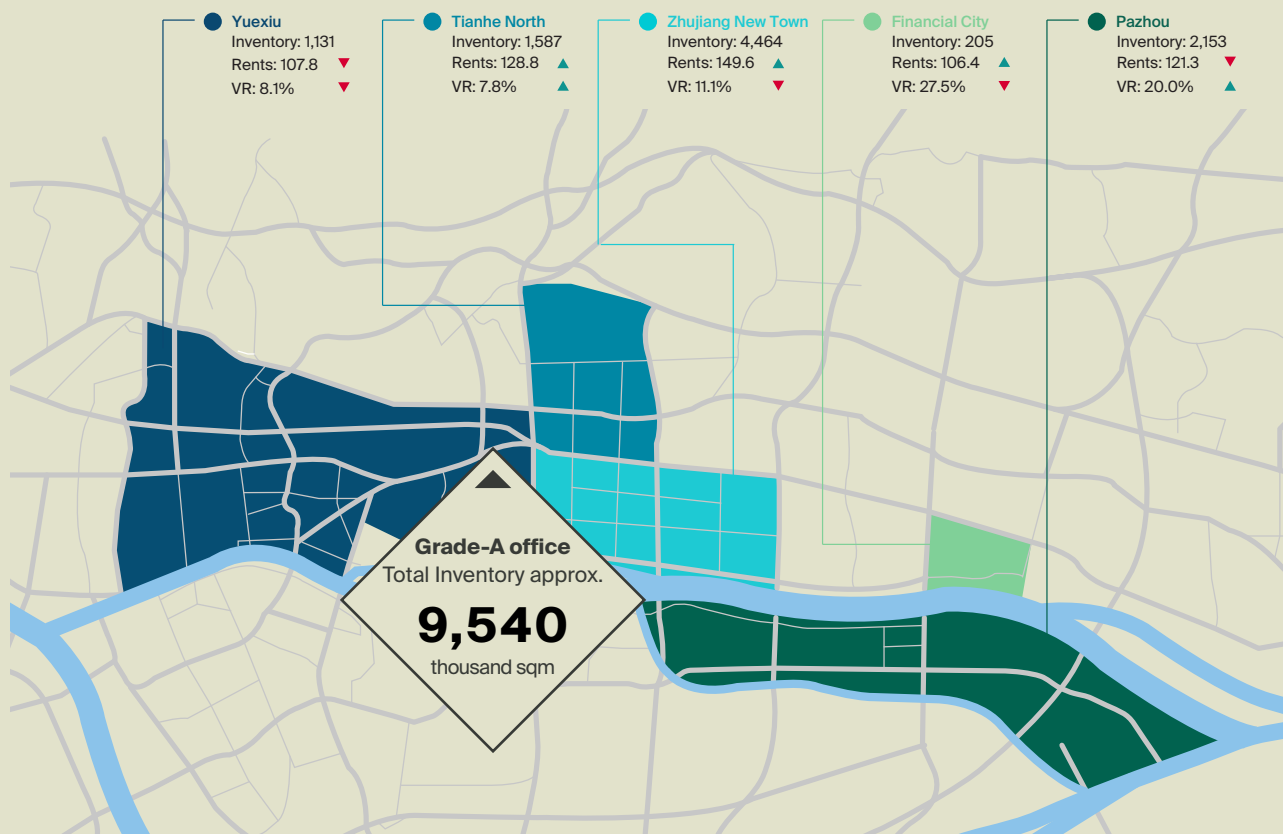 Yuexiu
Inventory: 1,131
Rents: 107.8
VR: 8.1%
Tianhe North
Inventory: 1,587
Rents: 128.8
VR: 7.8%
Zhujiang New Town
Inventory: 4,464
Rents: 149.6
VR: 11.1%
Financial City
Inventory: 205
Rents: 106.4
VR: 27.5%
Pazhou
Inventory: 2,153
Rents: 121.3
VR: 20.0%
Grade-A office
Total Inventory approx.
9,540
thousand sqm